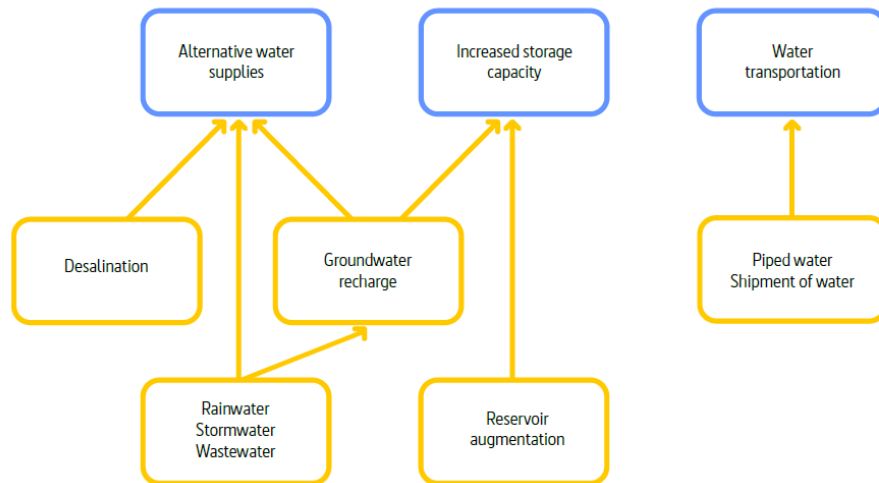 Alternative water
supplies
Increased storage
capacity
Water
transportation
Desalination
Groundwater
recharge
Piped water
Shipment of water
Rainwater
Stormwater
Wastewater
Reservoir
augmentation